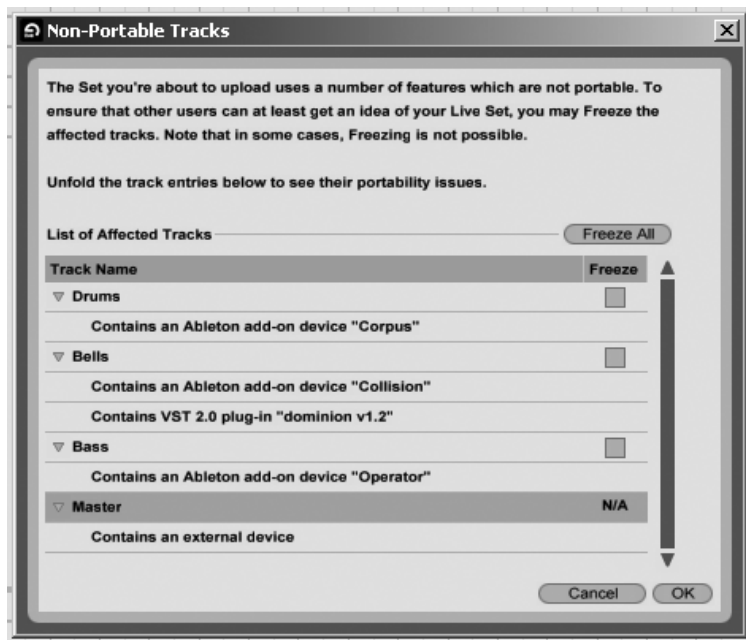 Non-Portable Tracks
The Set you're about to upload uses a number of features which are not portable. To
ensure that other users can at least get an idea of your Live Set, you may Freeze the
affected tracks. Note that in some cases, Freezing is not possible.
Unfold the track entries below to see their portability issues.
List of Affected Tracks Freeze All
Track Name Freeze
Drums
Contains an Ableton add-on device "Corpus"
Bells
Contains an Ableton add-on device "Collision"
Contains VST 2.0 plug-in "dominion v1.2"
Bass
Contains an Ableton add-on device "Operator"
Master N/A
Contains an external device
Cancel OK